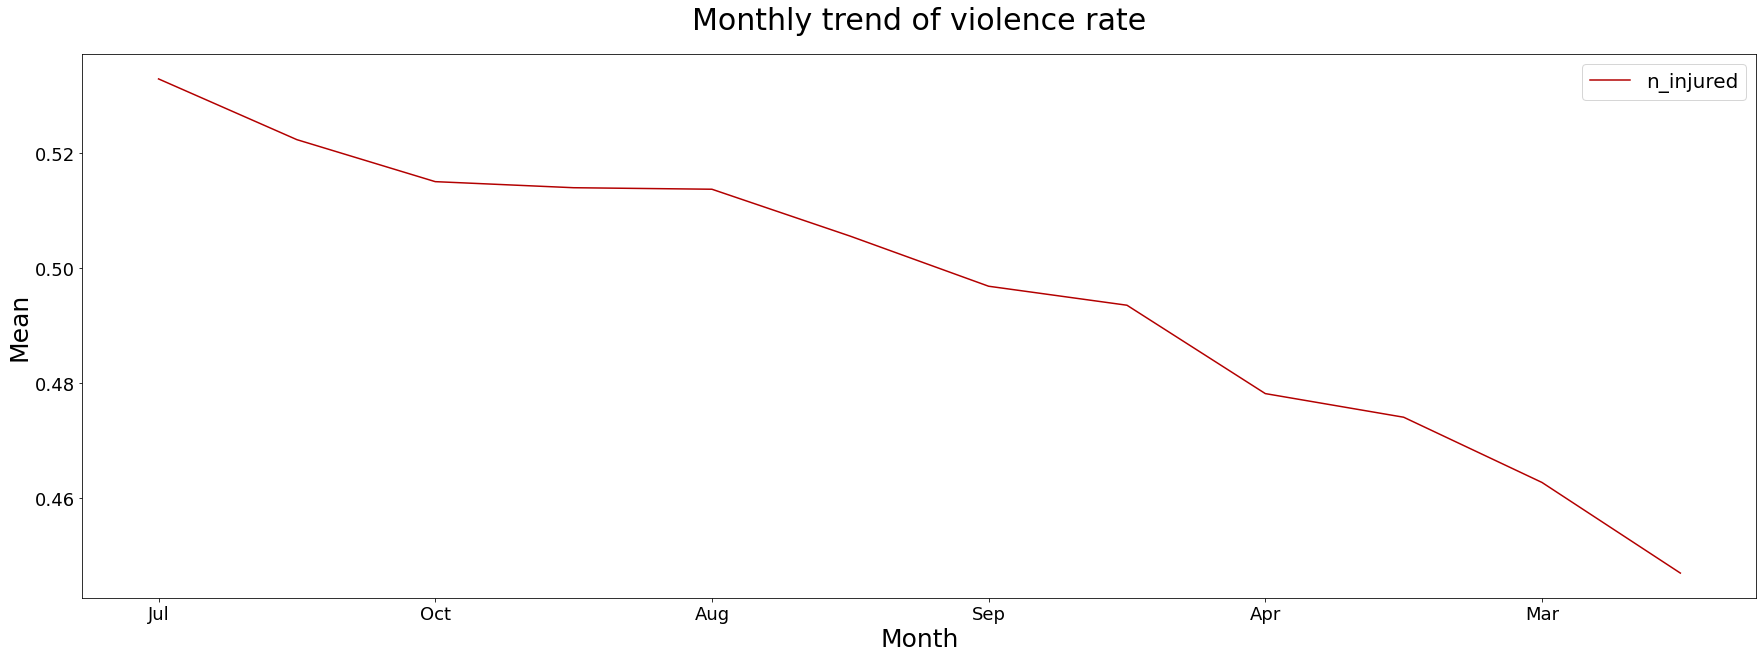 Monthly trend of violence rate
n_injured
0.52
0.50
0.48
0.46
Mean
Jul Oct Aug Sep Apr Mar
Month